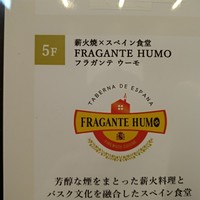 5F
薪火焼×スペイン食堂
FRAGANTE HUMO
フラガンテ ウーモ
TABERNA DE ESPAÑA
FRAGANTE HUMO
芳醇な煙をまとった薪火料理と
バスク文化を融合したスペイン食堂